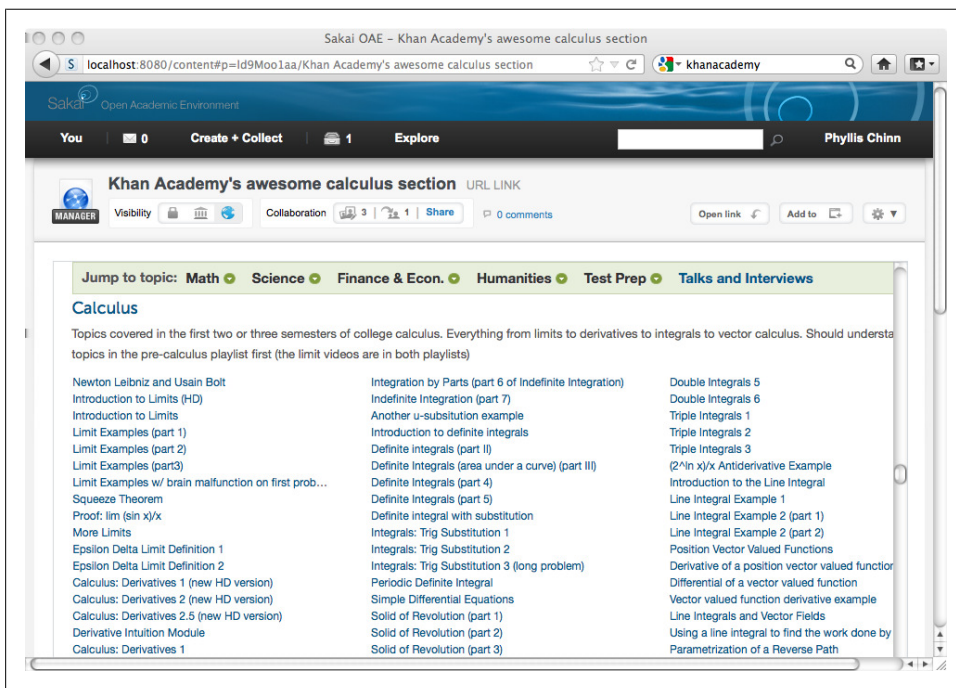 Sakai OAE – Khan Academy's awesome calculus section
S localhost:8080/content#p=Id9Moo1aa/Khan Academy's awesome calculus section
khanacademy
Sakai Open Academic Environment
You 0 Create + Collect 1 Explore Phyllis Chinn
Khan Academy's awesome calculus section URL LINK
MANAGER Visibility Collaboration 3 | 1 | Share 0 comments Open link Add to
Jump to topic: Math Science Finance & Econ. Humanities Test Prep Talks and Interviews
Calculus
Topics covered in the first two or three semesters of college calculus. Everything from limits to derivatives to integrals to vector calculus. Should understa
topics in the pre-calculus playlist first (the limit videos are in both playlists)
Newton Leibniz and Usain Bolt
Introduction to Limits (HD)
Introduction to Limits
Limit Examples (part 1)
Limit Examples (part 2)
Limit Examples (part3)
Limit Examples w/ brain malfunction on first prob...
Squeeze Theorem
Proof: lim (sin x)/x
More Limits
Epsilon Delta Limit Definition 1
Epsilon Delta Limit Definition 2
Calculus: Derivatives 1 (new HD version)
Calculus: Derivatives 2 (new HD version)
Calculus: Derivatives 2.5 (new HD version)
Derivative Intuition Module
Calculus: Derivatives 1
Integration by Parts (part 6 of Indefinite Integration)
Indefinite Integration (part 7)
Another u-subsitution example
Introduction to definite integrals
Definite integrals (part II)
Definite Integrals (area under a curve) (part III)
Definite Integrals (part 4)
Definite Integrals (part 5)
Definite integral with substitution
Integrals: Trig Substitution 1
Integrals: Trig Substitution 2
Integrals: Trig Substitution 3 (long problem)
Periodic Definite Integral
Simple Differential Equations
Solid of Revolution (part 1)
Solid of Revolution (part 2)
Solid of Revolution (part 3)
Double Integrals 5
Double Integrals 6
Triple Integrals 1
Triple Integrals 2
Triple Integrals 3
(2^ln x)/x Antiderivative Example
Introduction to the Line Integral
Line Integral Example 1
Line Integral Example 2 (part 1)
Line Integral Example 2 (part 2)
Position Vector Valued Functions
Derivative of a position vector valued function
Differential of a vector valued function
Vector valued function derivative example
Line Integrals and Vector Fields
Using a line integral to find the work done by
Parametrization of a Reverse Path